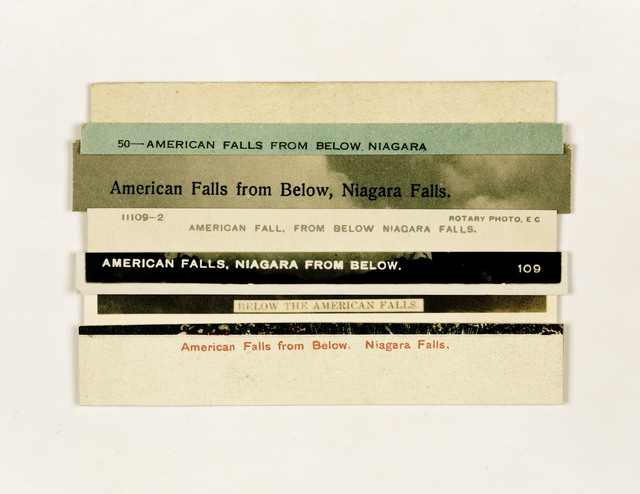 50—AMERICAN FALLS FROM BELOW. NIAGARA
American Falls from Below, Niagara Falls.
11109-2
ROTARY PHOTO, E C
AMERICAN FALL. FROM BELOW NIAGARA FALLS.
AMERICAN FALLS, NIAGARA FROM BELOW.
109
BELOW THE AMERICAN FALLS.
American Falls from Below. Niagara Falls.